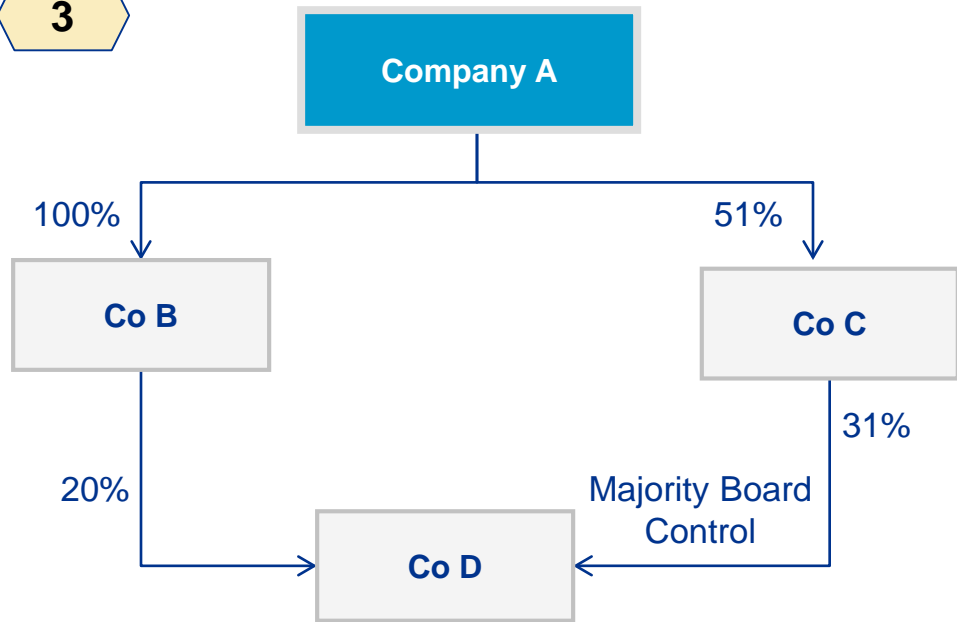 3
Company A
100%
51%
Co B
Co C
31%
20%
Majority Board
Control
Co D